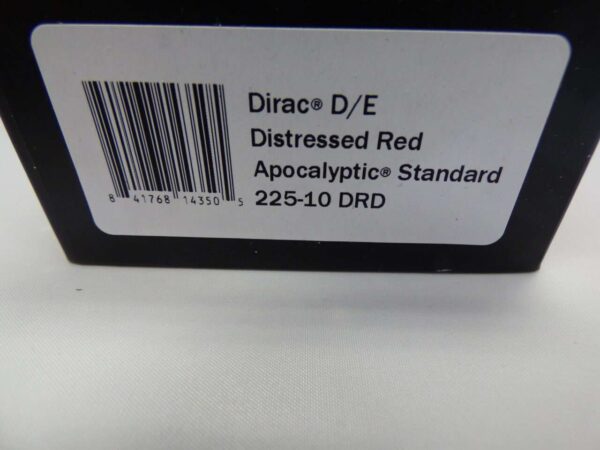 Dirac® D/E
Distressed Red
Apocalyptic® Standard
225-10 DRD
8 41768 14350 5